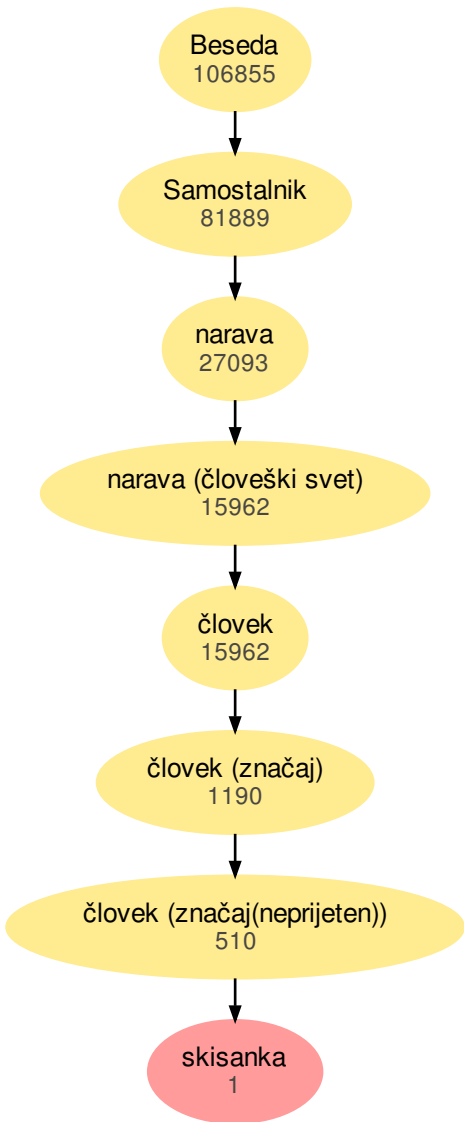 Beseda
106855
Samostalnik
81889
narava
27093
narava (človeški svet)
15962
človek
15962
človek (značaj)
1190
človek (značaj(neprijeten))
510
skisanka
1